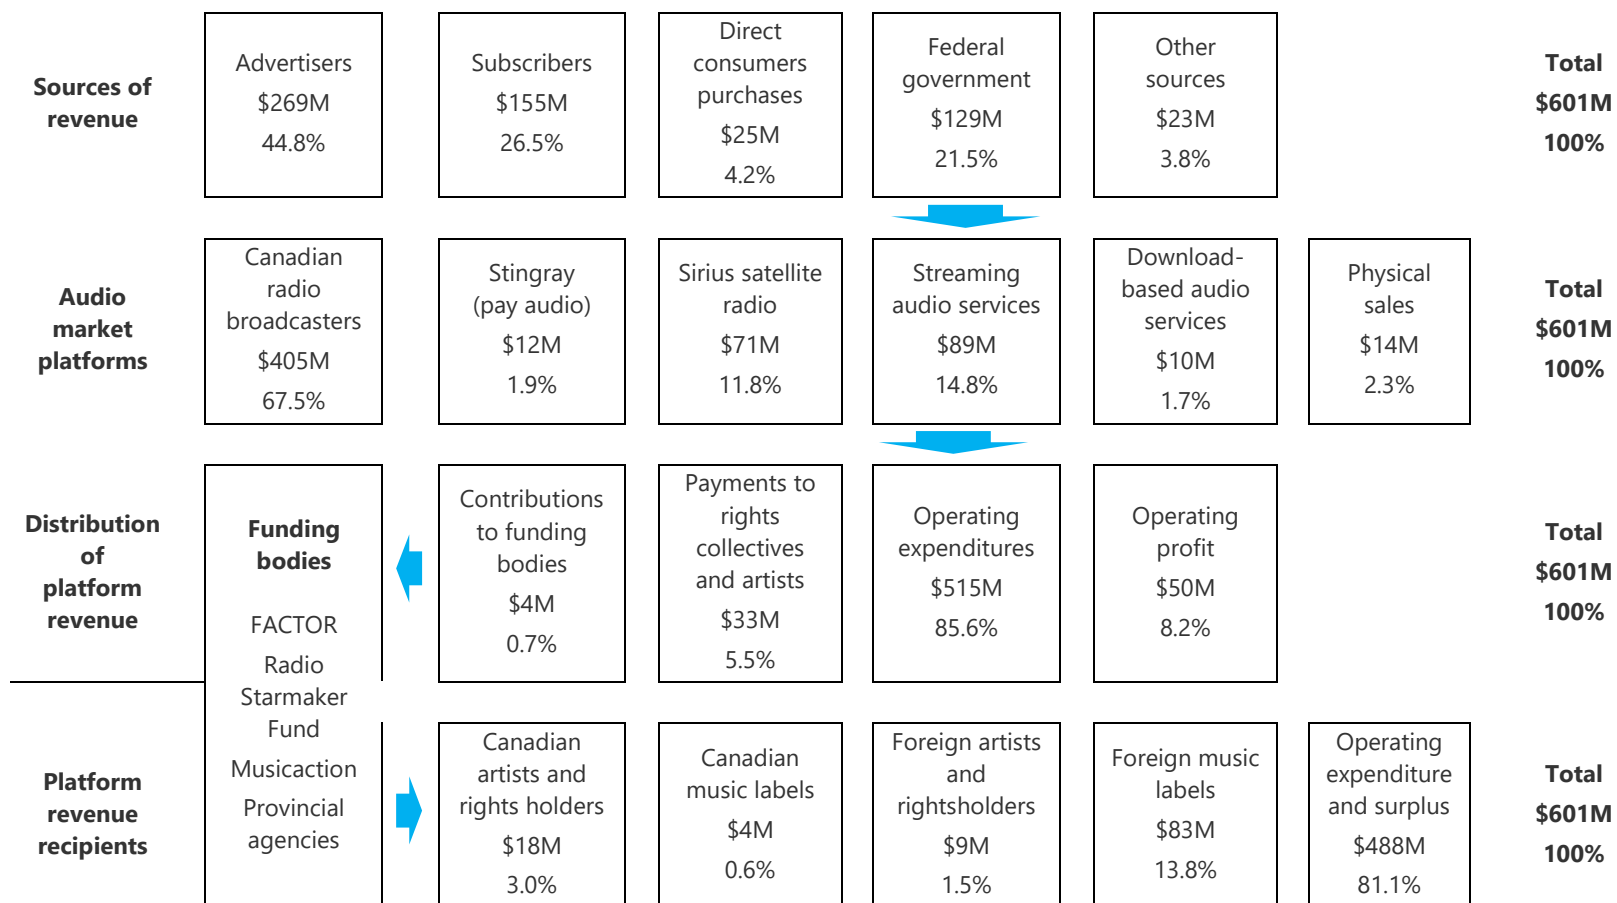 Sources of
revenue
Advertisers
$269M
44.8%
Subscribers
$155M
26.5%
Direct
consumers
purchases
$25M
4.2%
Federal
government
$129M
21.5%
Other
sources
$23M
3.8%
Total
$601M
100%
Audio
market
platforms
Canadian
radio
broadcasters
$405M
67.5%
Stingray
(pay audio)
$12M
1.9%
Sirius satellite
radio
$71M
11.8%
Streaming
audio services
$89M
14.8%
Download-
based audio
services
$10M
1.7%
Physical
sales
$14M
2.3%
Total
$601M
100%
Distribution
of
platform
revenue
Funding
bodies
FACTOR
Radio
Starmaker
Fund
Musicaction
Provincial
agencies
Contributions
to funding
bodies
$4M
0.7%
Payments to
rights
collectives
and artists
$33M
5.5%
Operating
expenditures
$515M
85.6%
Operating
profit
$50M
8.2%
Total
$601M
100%
Platform
revenue
recipients
Canadian
artists and
rights holders
$18M
3.0%
Canadian
music labels
$4M
0.6%
Foreign artists
and
rightsholders
$9M
1.5%
Foreign music
labels
$83M
13.8%
Operating
expenditure
and surplus
$488M
81.1%
Total
$601M
100%